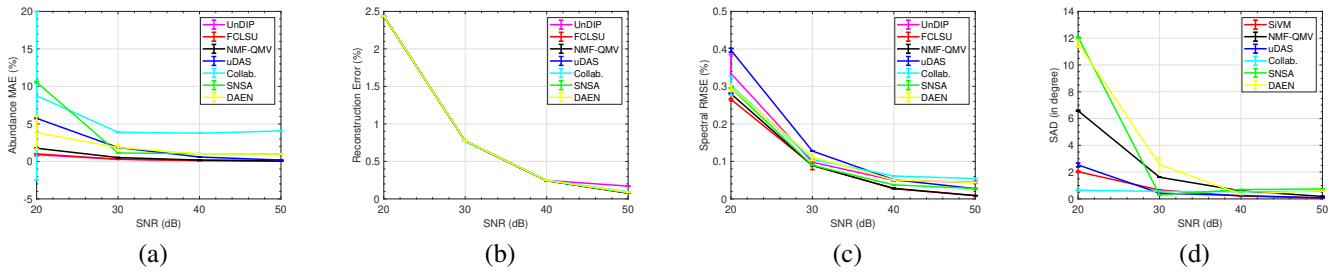 Abundance MAE (%)
20
15
10
5
0
-5
20 30 40 50
SNR (dB)
UnDIP
FCLSU
NMF-QMV
uDAS
Collab.
SNSA
DAEN
(a)
Reconstruction Error (%)
2.5
2
1.5
1
0.5
0
20 30 40 50
SNR (dB)
UnDIP
FCLSU
NMF-QMV
uDAS
Collab.
SNSA
DAEN
(b)
Spectral RMSE (%)
0.5
0.4
0.3
0.2
0.1
0
20 30 40 50
SNR (dB)
UnDIP
FCLSU
NMF-QMV
uDAS
Collab.
SNSA
DAEN
(c)
SAD (in degree)
14
12
10
8
6
4
2
0
20 30 40 50
SNR (dB)
SiVM
NMF-QMV
uDAS
Collab.
SNSA
DAEN
(d)